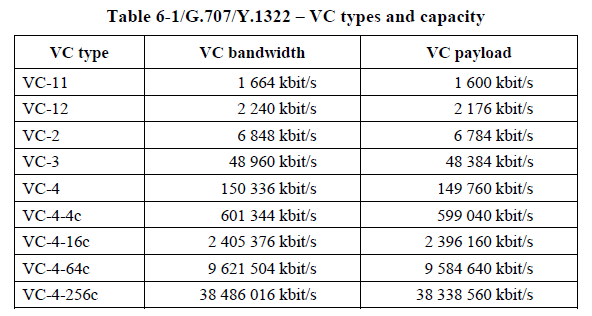 Table 6-1/G.707/Y.1322 – VC types and capacity
VC type VC bandwidth VC payload
VC-11 1 664 kbit/s 1 600 kbit/s
VC-12 2 240 kbit/s 2 176 kbit/s
VC-2 6 848 kbit/s 6 784 kbit/s
VC-3 48 960 kbit/s 48 384 kbit/s
VC-4 150 336 kbit/s 149 760 kbit/s
VC-4-4c 601 344 kbit/s 599 040 kbit/s
VC-4-16c 2 405 376 kbit/s 2 396 160 kbit/s
VC-4-64c 9 621 504 kbit/s 9 584 640 kbit/s
VC-4-256c 38 486 016 kbit/s 38 338 560 kbit/s